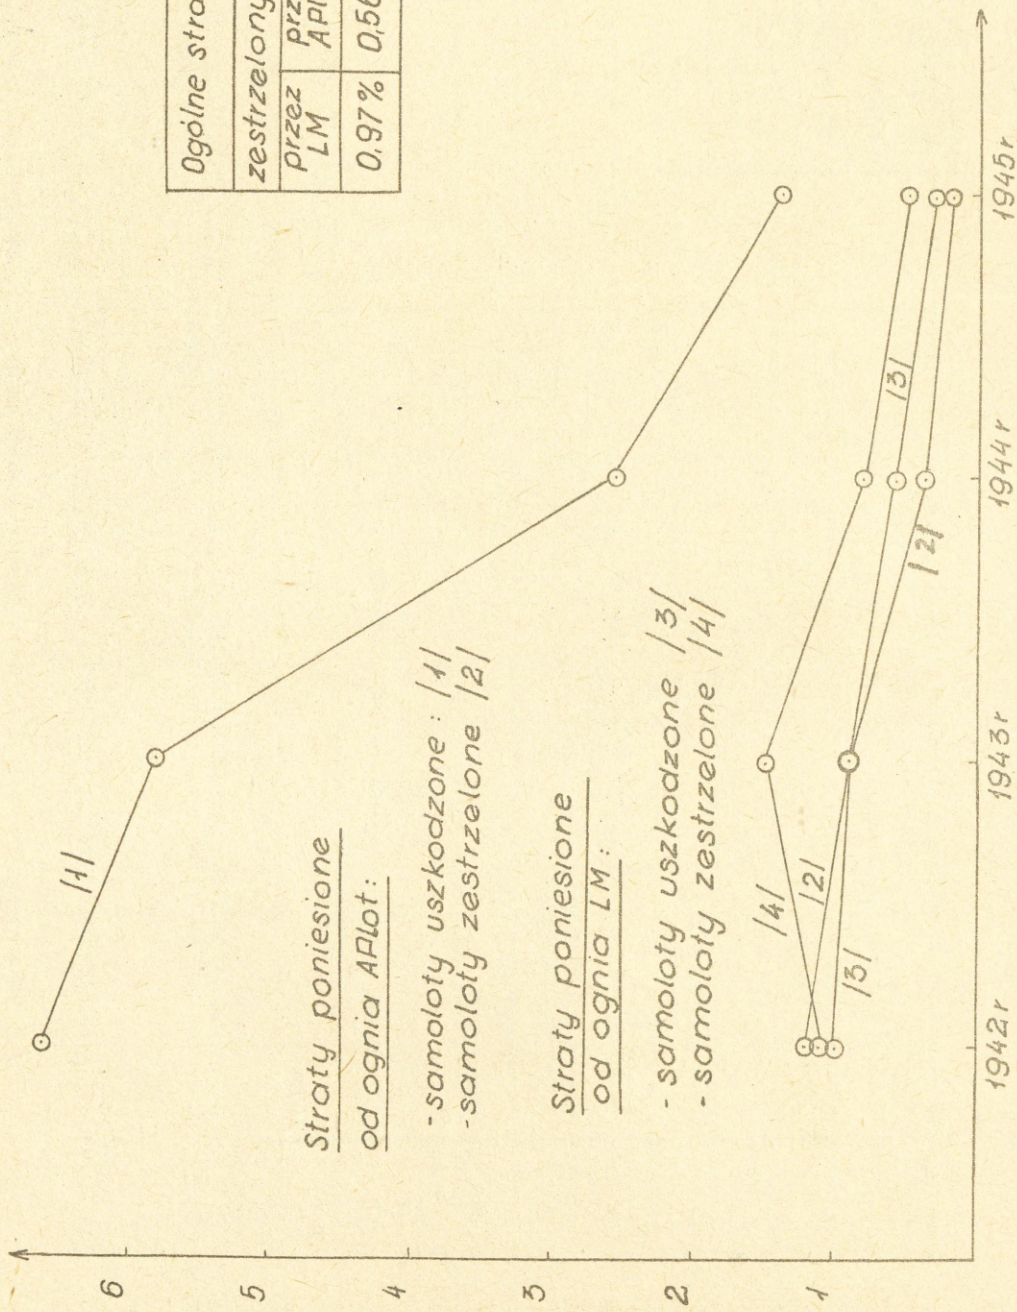 Ogólne stra
zestrzelony
przez
LM
prz
APl
0.97%
0,56
|1|
Straty poniesione
od ognia APlot:
- samoloty uszkodzone : |1|
- samoloty zestrzelone |2|
Straty poniesione
od ognia LM :
- samoloty uszkodzone |3|
- samoloty zestrzelone |4|
|4|
|2|
|3|
|3|
|2|
6
5
4
3
2
1
1942r
1943r
1944r
1945r